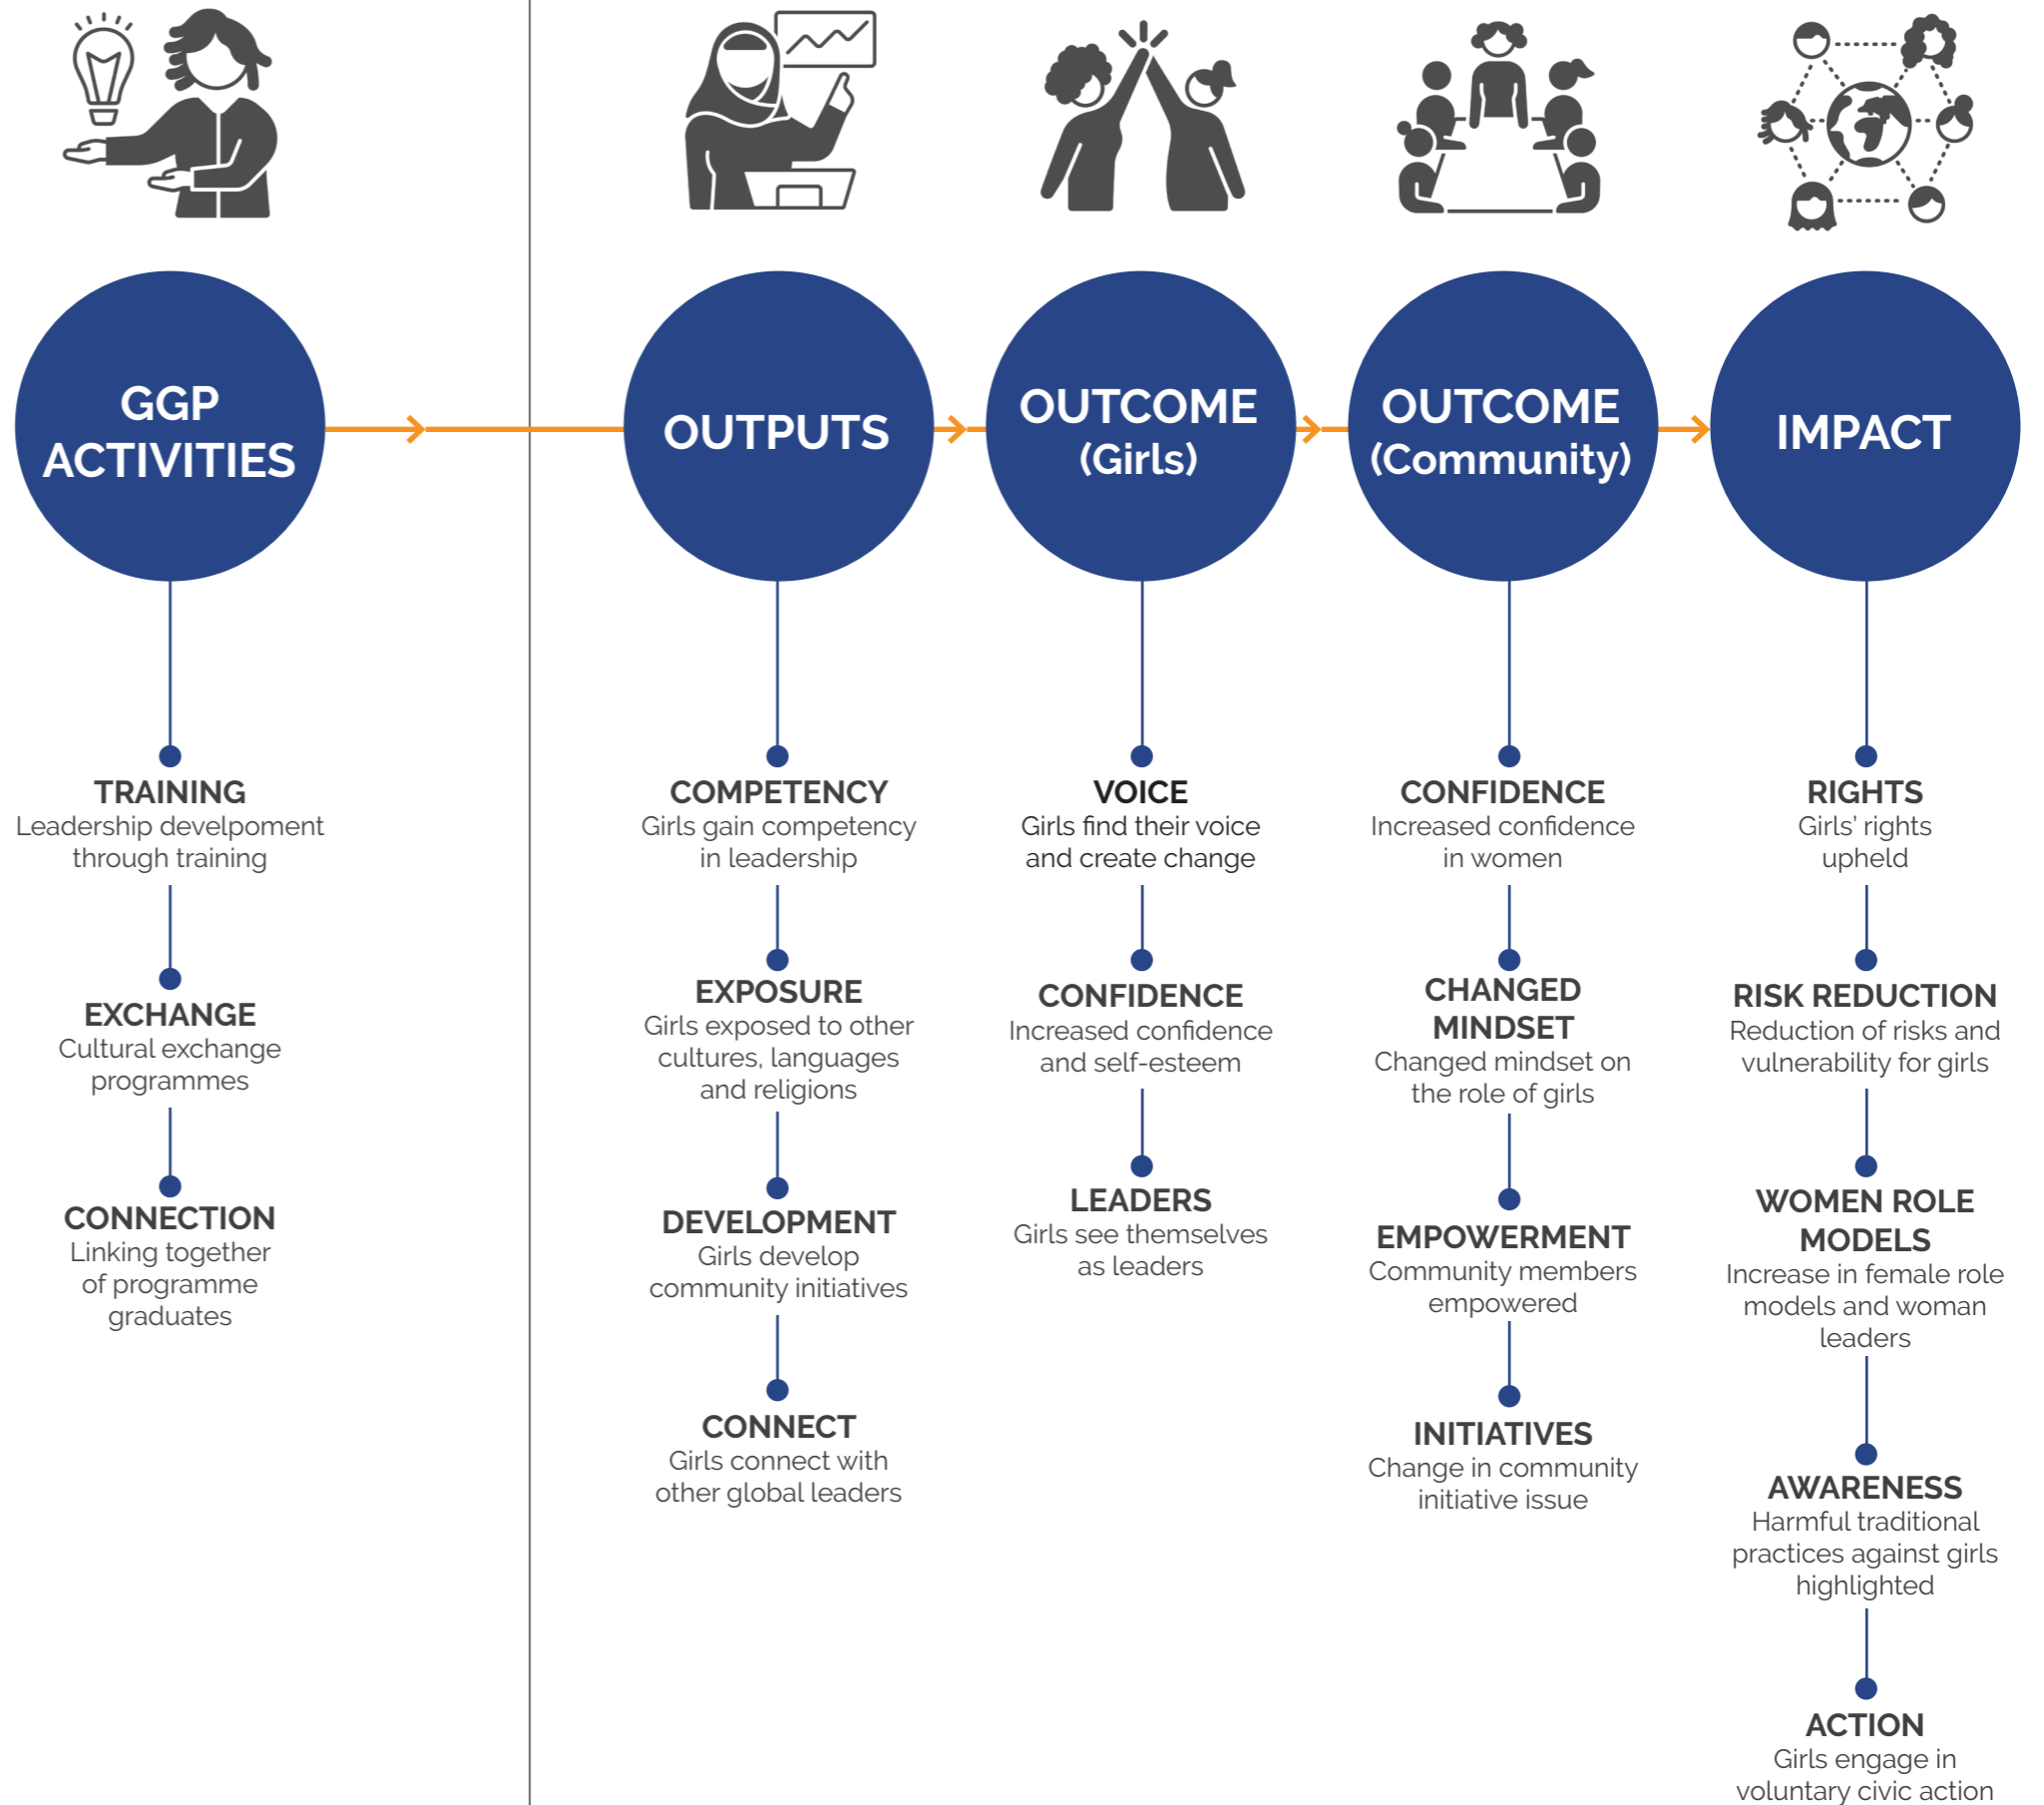 GGP
ACTIVITIES
TRAINING
Leadership develpoment
through training
EXCHANGE
Cultural exchange
programmes
CONNECTION
Linking together
of programme
graduates
OUTPUTS
COMPETENCY
Girls gain competency
in leadership
EXPOSURE
Girls exposed to other
cultures, languages
and religions
DEVELOPMENT
Girls develop
community initiatives
CONNECT
Girls connect with
other global leaders
OUTCOME
(Girls)
VOICE
Girls find their voice
and create change
CONFIDENCE
Increased confidence
and self-esteem
LEADERS
Girls see themselves
as leaders
OUTCOME
(Community)
CONFIDENCE
Increased confidence
in women
CHANGED
MINDSET
Changed mindset on
the role of girls
EMPOWERMENT
Community members
empowered
INITIATIVES
Change in community
initiative issue
IMPACT
RIGHTS
Girls’ rights
upheld
RISK REDUCTION
Reduction of risks and
vulnerability for girls
WOMEN ROLE
MODELS
Increase in female role
models and woman
leaders
AWARENESS
Harmful traditional
practices against girls
highlighted
ACTION
Girls engage in
voluntary civic action